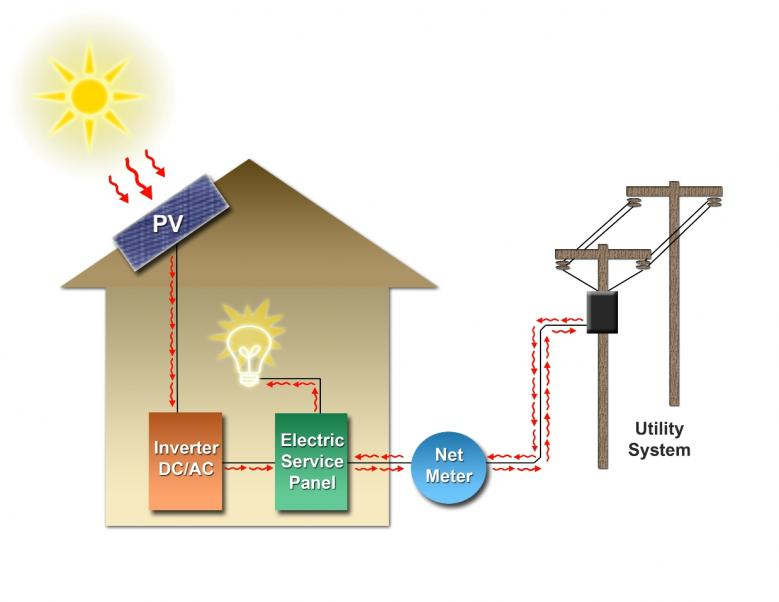 PV
Inverter
DC/AC
Electric
Service
Panel
Net
Meter
Utility
System